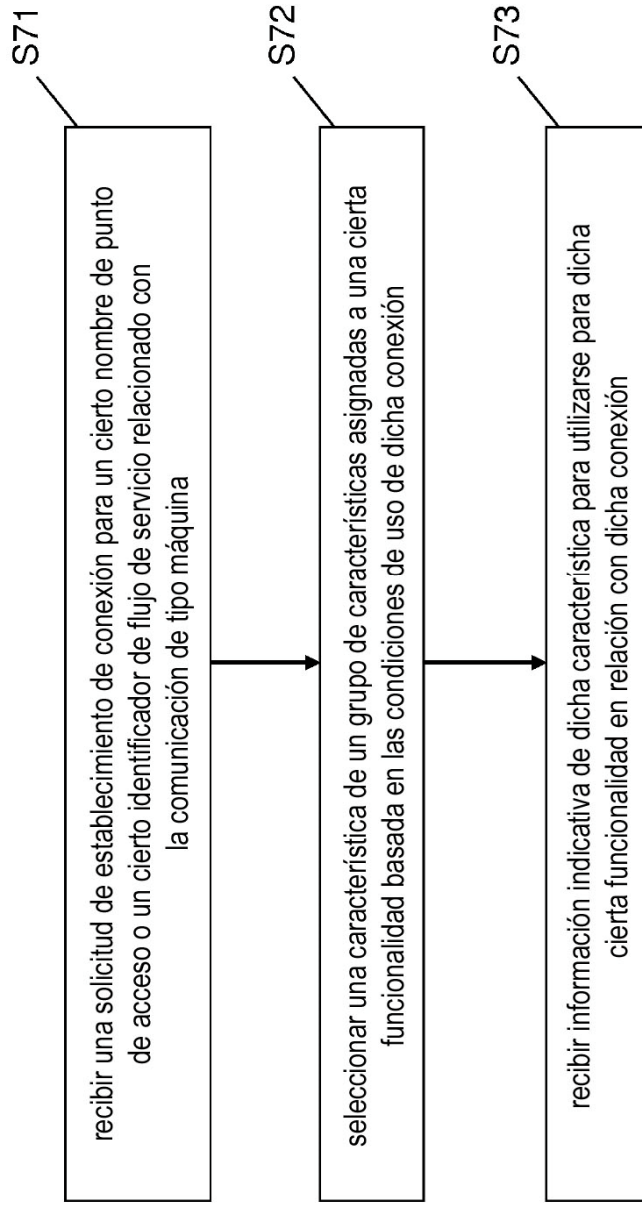 S71
recibir una solicitud de establecimiento de conexión para un cierto nombre de punto
de acceso o un cierto identificador de flujo de servicio relacionado con
la comunicación de tipo máquina
S72
seleccionar una característica de un grupo de características asignadas a una cierta
funcionalidad basada en las condiciones de uso de dicha conexión
S73
recibir información indicativa de dicha característica para utilizarse para dicha
cierta funcionalidad en relación con dicha conexión